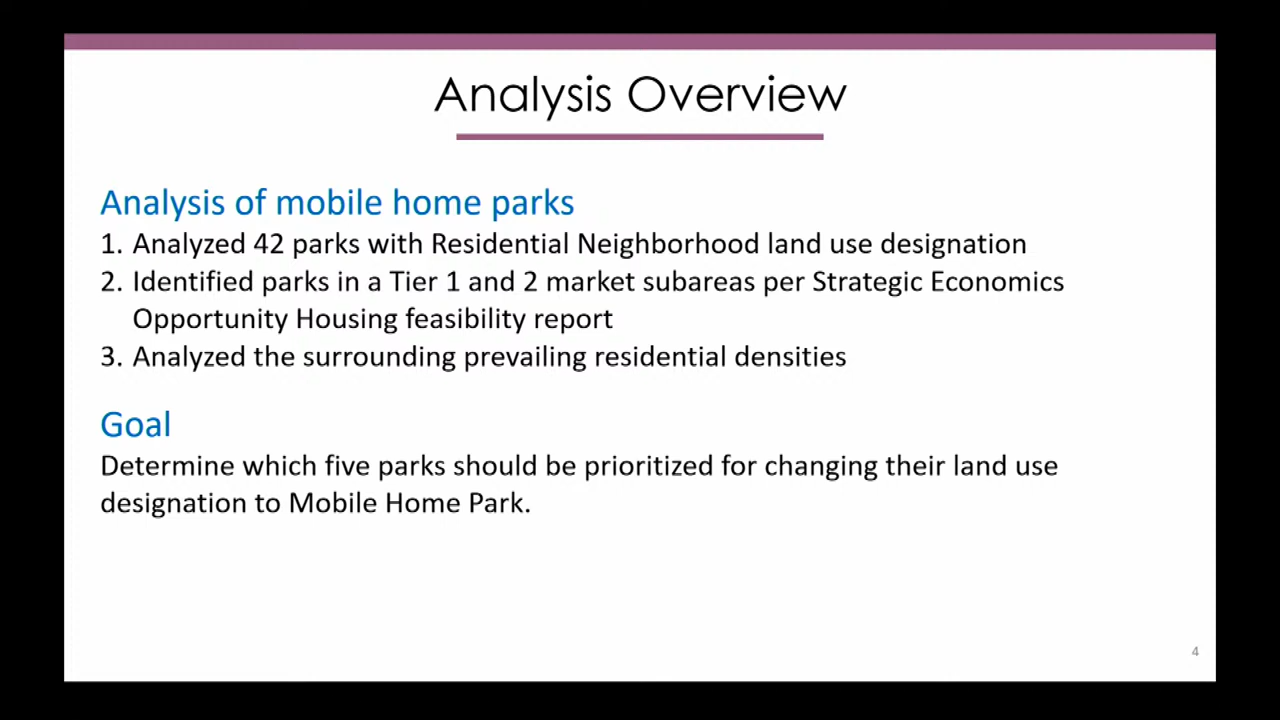 Analysis Overview
Analysis of mobile home parks
1. Analyzed 42 parks with Residential Neighborhood land use designation
2. Identified parks in a Tier 1 and 2 market subareas per Strategic Economics
Opportunity Housing feasibility report
3. Analyzed the surrounding prevailing residential densities
Goal
Determine which five parks should be prioritized for changing their land use
designation to Mobile Home Park.
4